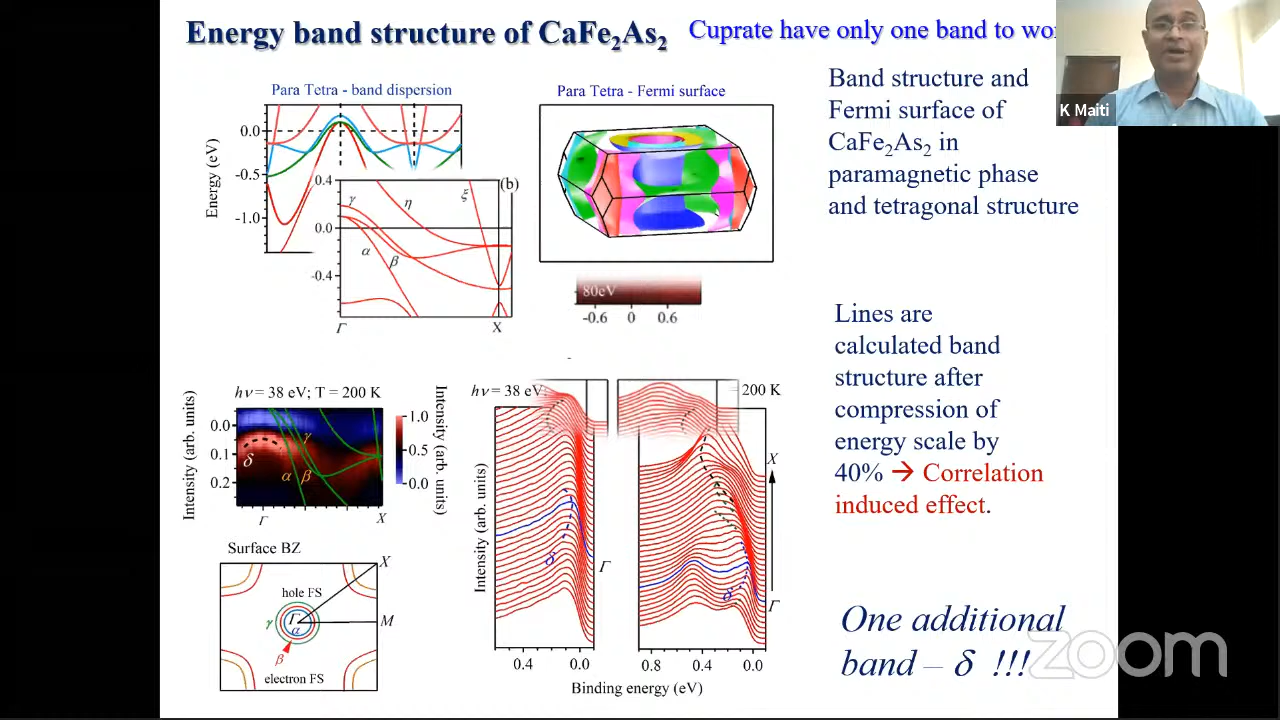 Energy band structure of CaFe₂As₂
Cuprate have only one band to
K Maiti
Para Tetra - band dispersion
Para Tetra - Fermi surface
Band structure and
Fermi surface of
CaFe₂As₂ in
paramagnetic phase
and tetragonal structure
Energy (eV)
0.0
-0.5
-1.0
(b)
0.4
0.0
-0.4
γ
η
ξ
α
β
Γ
X
80eV
-0.6 0 0.6
Lines are
calculated band
structure after
compression of
energy scale by
40% → Correlation
induced effect.
hν = 38 eV; T = 200 K
Intensity (arb. units)
0.0
0.1
0.2
δ
γ
α
β
Γ
X
1.0
0.5
0.0
Intensity (arb. units)
hν = 38 eV
= 200 K
Intensity (arb. units)
δ
Γ
δ
X
Γ
0.4 0.0
0.8 0.4 0.0
Binding energy (eV)
Surface BZ
X
hole FS
Γ
M
γ
α
β
electron FS
One additional
band – δ !!!
zoom